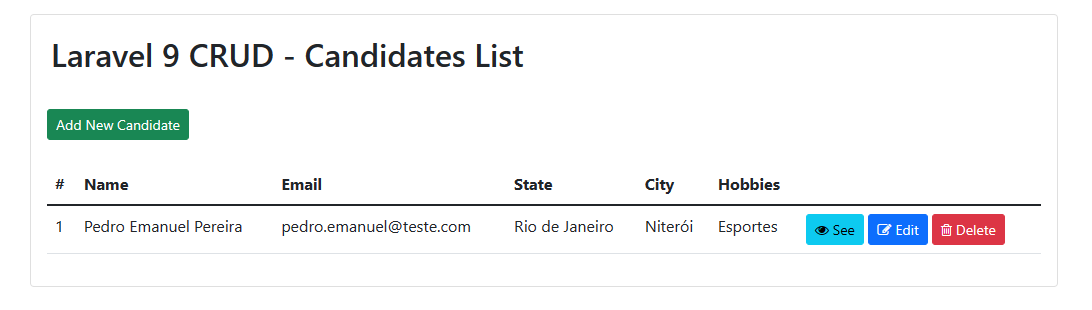 Laravel 9 CRUD - Candidates List
Add New Candidate
# Name Email State City Hobbies
1 Pedro Emanuel Pereira pedro.emanuel@teste.com Rio de Janeiro Niterói Esportes See Edit Delete